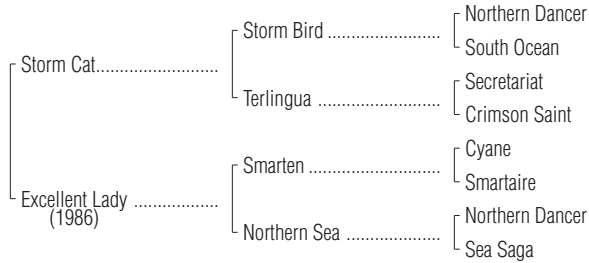 Northern Dancer
Storm Bird ........................
South Ocean
Storm Cat..........................
Secretariat
Terlingua ..........................
Crimson Saint
Cyane
Smarten ............................
Smartaire
Excellent Lady ..................
(1986)
Northern Dancer
Northern Sea ....................
Sea Saga